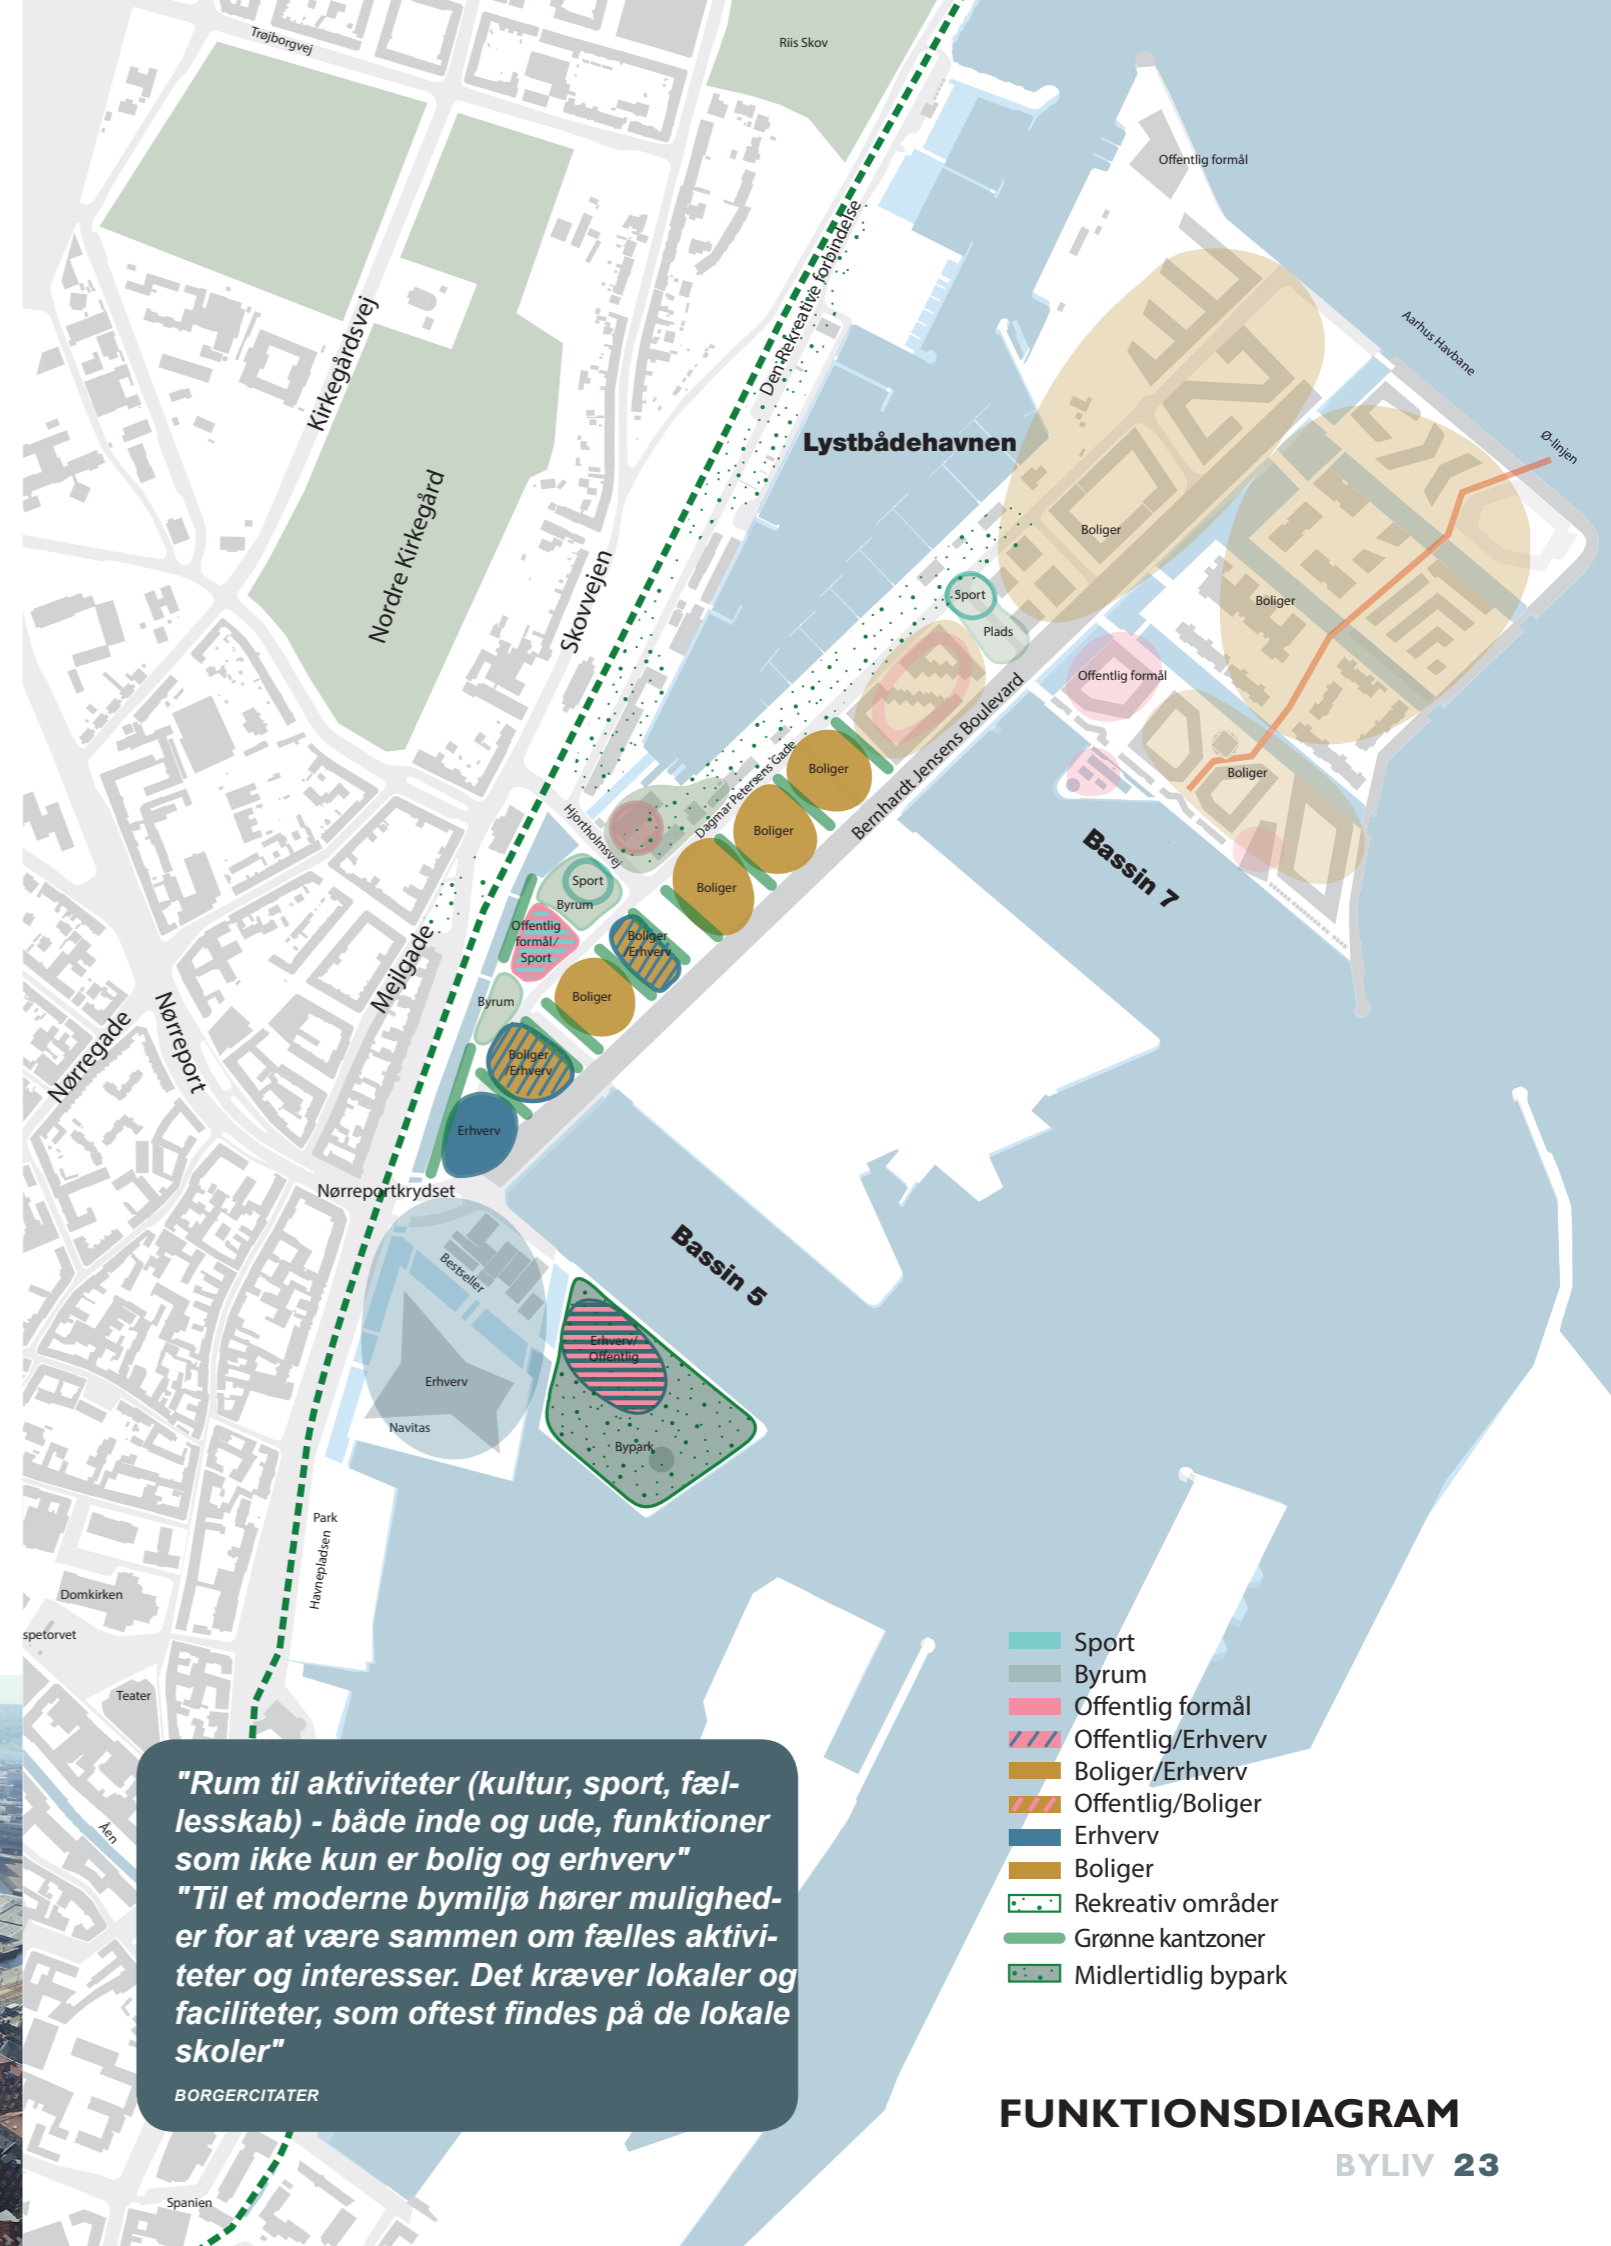 Trøjborgvej
Riis Skov
Offentlig formål
Den Rekreative forbindelse
Kirkegårdsvej
Aarhus Havbane
Ø-linjen
Lystbådehavnen
Nordre Kirkegård
Skovvejen
Boliger
Sport
Plads
Boliger
Offentlig formål
Bernhardt Jensens Boulevard
Boliger
Dagmar Petersens Gade
Boliger
Hjortholmsvej
Boliger
Bassin 7
Boliger
Sport
Byrum
Offentlig
formål/
Sport
Boliger
/Erhverv
Mejlgade
Byrum
Boliger
Nørregade
Nørreport
Boliger
/Erhverv
Erhverv
Nørreportkrydset
Bestseller
Bassin 5
Erhverv/
Offentlig
Erhverv
Navitas
Bypark
Park
Havnepladsen
Domkirken
spetorvet
Teater
Åen
Spanien
Sport
Byrum
Offentlig formål
Offentlig/Erhverv
Boliger/Erhverv
Offentlig/Boliger
Erhverv
Boliger
Rekreativ områder
Grønne kantzoner
Midlertidlig bypark
"Rum til aktiviteter (kultur, sport, fæl-
lesskab) - både inde og ude, funktioner
som ikke kun er bolig og erhverv"
"Til et moderne bymiljø hører mulighed-
er for at være sammen om fælles aktivi-
teter og interesser. Det kræver lokaler og
faciliteter, som oftest findes på de lokale
skoler"
BORGERCITATER
FUNKTIONSDIAGRAM
BYLIV 23